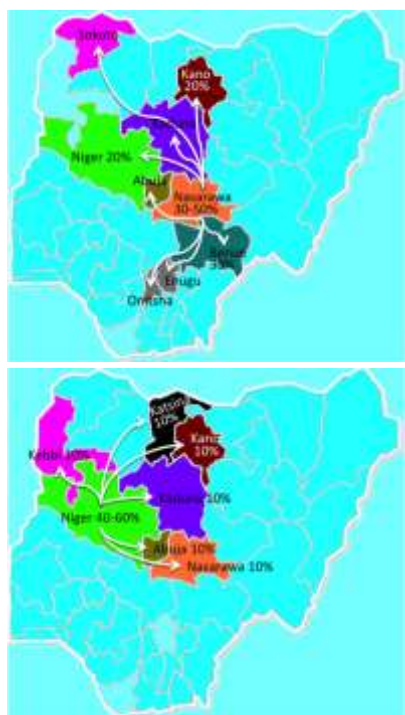 Sokoto
Kano
20%
Kaduna
Niger 20%
Abuja
Nasarawa
30-50%
Benue
Enugu
Onitsha
Katsina
10%
Kano
10%
Kebbi 10%
Kaduna 10%
Niger 40-60%
Abuja 10%
Nasarawa 10%